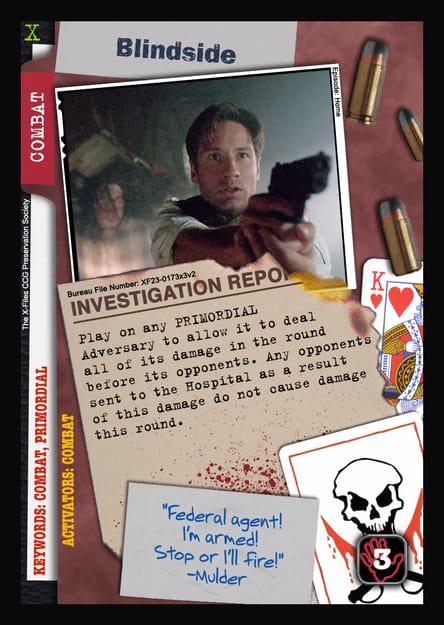 X
Blindside
COMBAT
Episode: Home
The X-Files CCG Preservation Society
Bureau File Number: XF23-0173x3v2
INVESTIGATION REPO
Play on any PRIMORDIAL
Adversary to allow it to deal
all of its damage in the round
before its opponents. Any opponents
sent to the Hospital as a result
of this damage do not cause damage
this round.
KEYWORDS: COMBAT, PRIMORDIAL
ACTIVATORS: COMBAT
K
"Federal agent!
I'm armed!
Stop or I'll fire!"
-Mulder
3